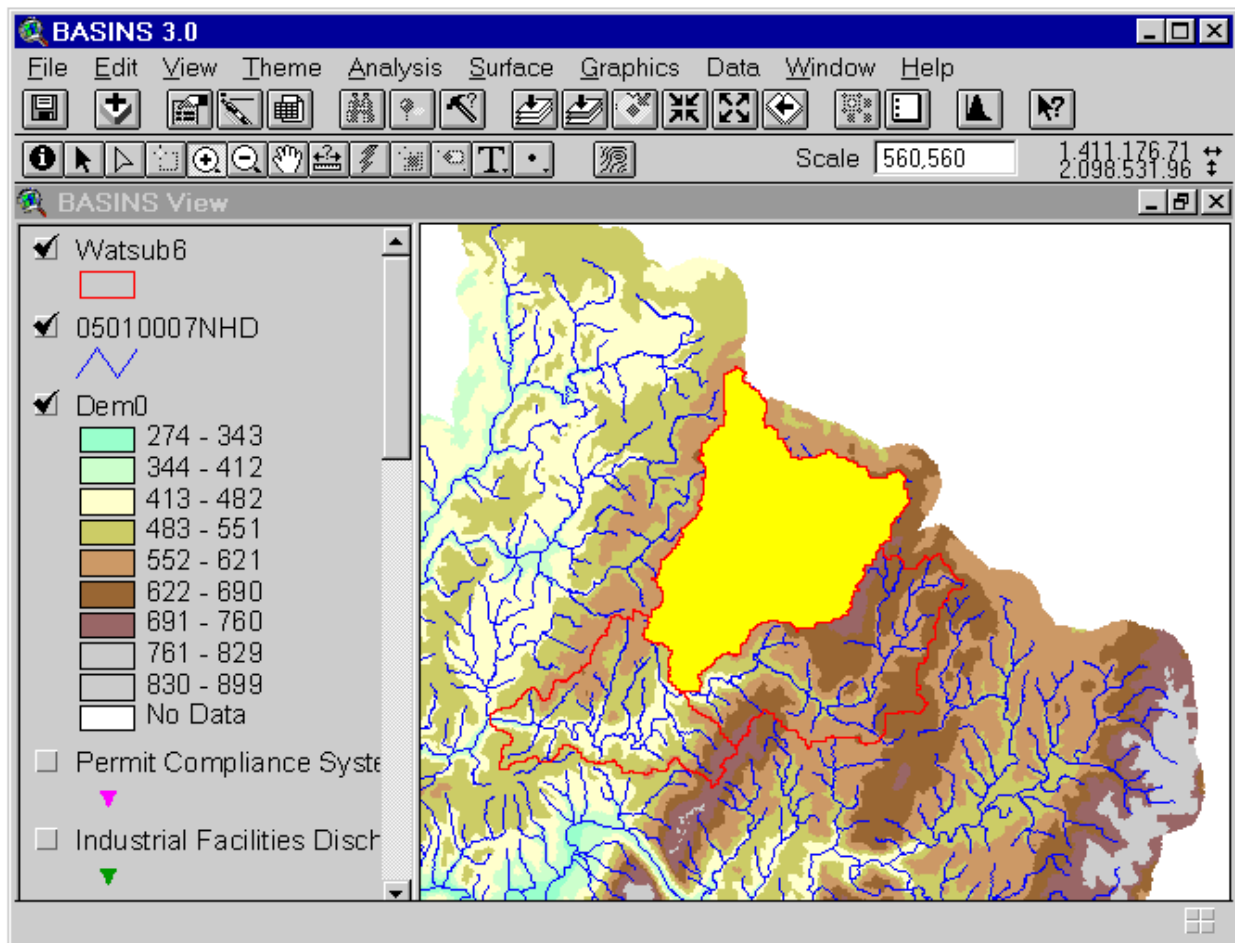 BASINS 3.0
File Edit View Theme Analysis Surface Graphics Data Window Help
T
Scale 560,560 1,411,176.71
2,098,531.96
BASINS View
Watsub6
05010007NHD
Dem0
274 - 343
344 - 412
413 - 482
483 - 551
552 - 621
622 - 690
691 - 760
761 - 829
830 - 899
No Data
Permit Compliance Syste
Industrial Facilities Disch